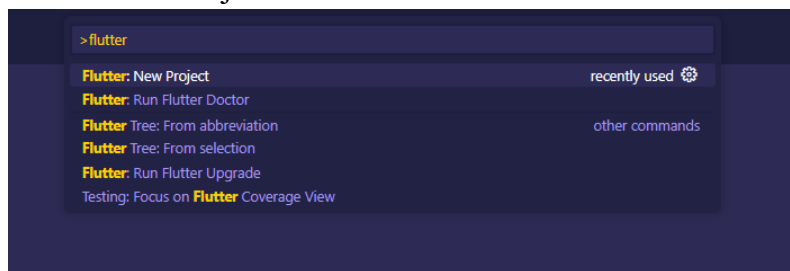 >flutter
Flutter: New Project recently used
Flutter: Run Flutter Doctor
Flutter Tree: From abbreviation other commands
Flutter Tree: From selection
Flutter: Run Flutter Upgrade
Testing: Focus on Flutter Coverage View